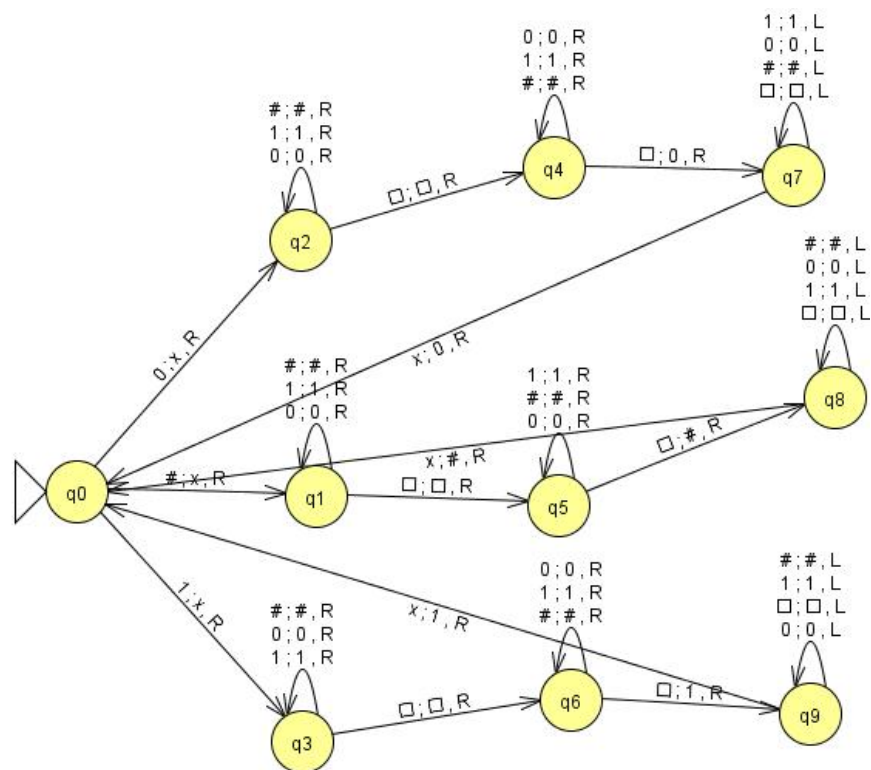 1 ; 1 , L
0 ; 0 , L
# ; # , L
□ ; □ , L
0 ; 0 , R
1 ; 1 , R
# ; # , R
# ; # , R
1 ; 1 , R
0 ; 0 , R
□ ; 0 , R
q4
q7
□ ; □ , R
q2
# ; # , L
0 ; 0 , L
1 ; 1 , L
□ ; □ , L
0 ; x , R
x ; 0 , R
# ; # , R
1 ; 1 , R
0 ; 0 , R
1 ; 1 , R
# ; # , R
0 ; 0 , R
q8
x ; # , R
□ ; # , R
q0
# ; x , R
q1
□ ; □ , R
q5
# ; # , L
1 ; 1 , L
□ ; □ , L
0 ; 0 , L
0 ; 0 , R
1 ; 1 , R
# ; # , R
1 ; x , R
x ; 1 , R
# ; # , R
0 ; 0 , R
1 ; 1 , R
q6
□ ; 1 , R
q9
□ ; □ , R
q3